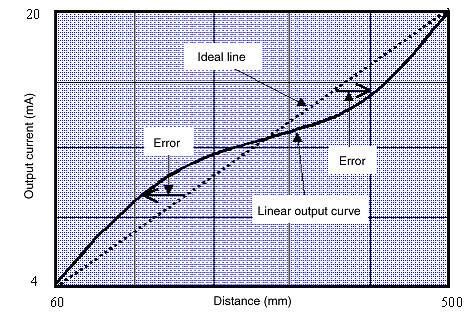 20
Ideal line
Output current (mA)
Error
Error
Linear output curve
4
60
Distance (mm)
500